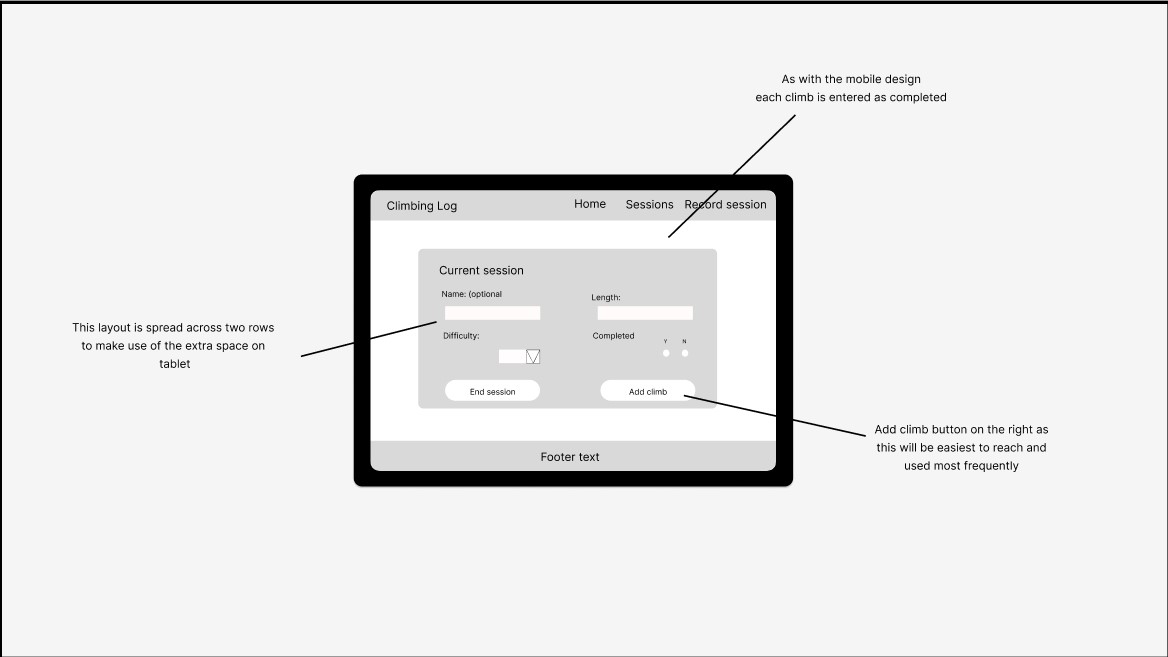 As with the mobile design
each climb is entered as completed
Climbing Log
Home Sessions Record session
Current session
Name: (optional
Length:
Difficulty:
Completed
Y N
End session
Add climb
Footer text
This layout is spread across two rows
to make use of the extra space on
tablet
Add climb button on the right as
this will be easiest to reach and
used most frequently